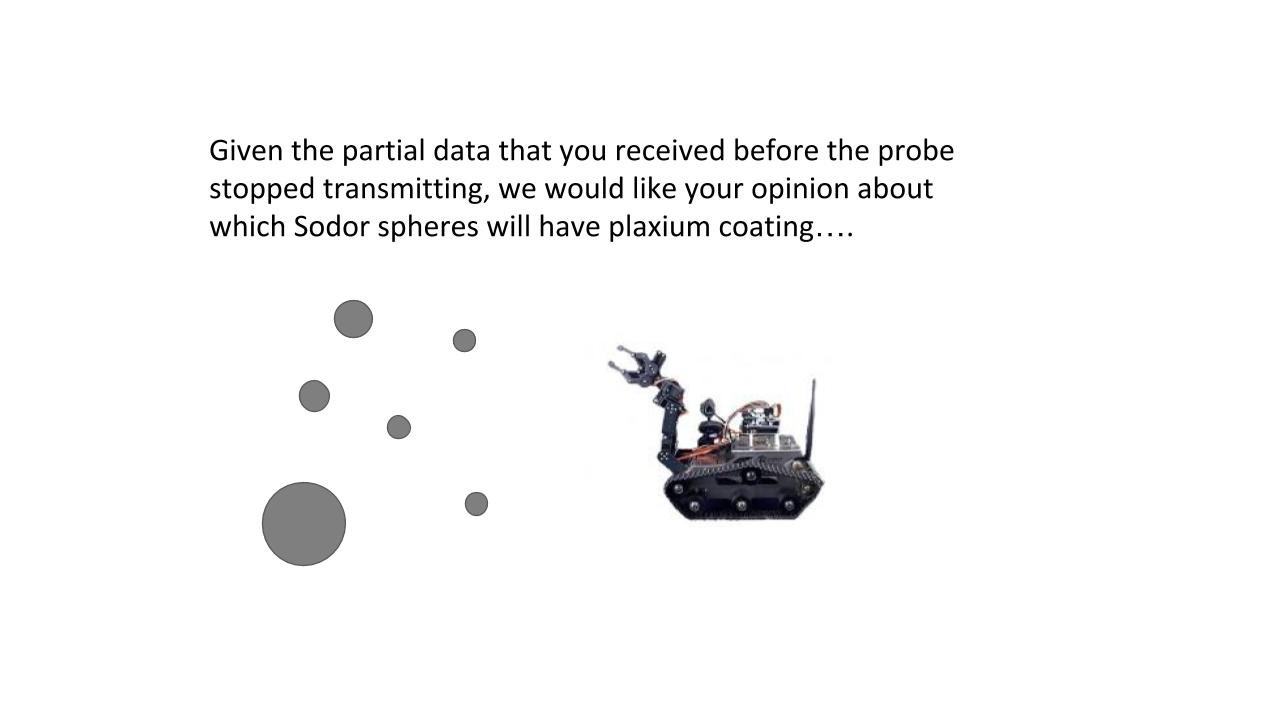 Given the partial data that you received before the probe
stopped transmitting, we would like your opinion about
which Sodor spheres will have plaxium coating….